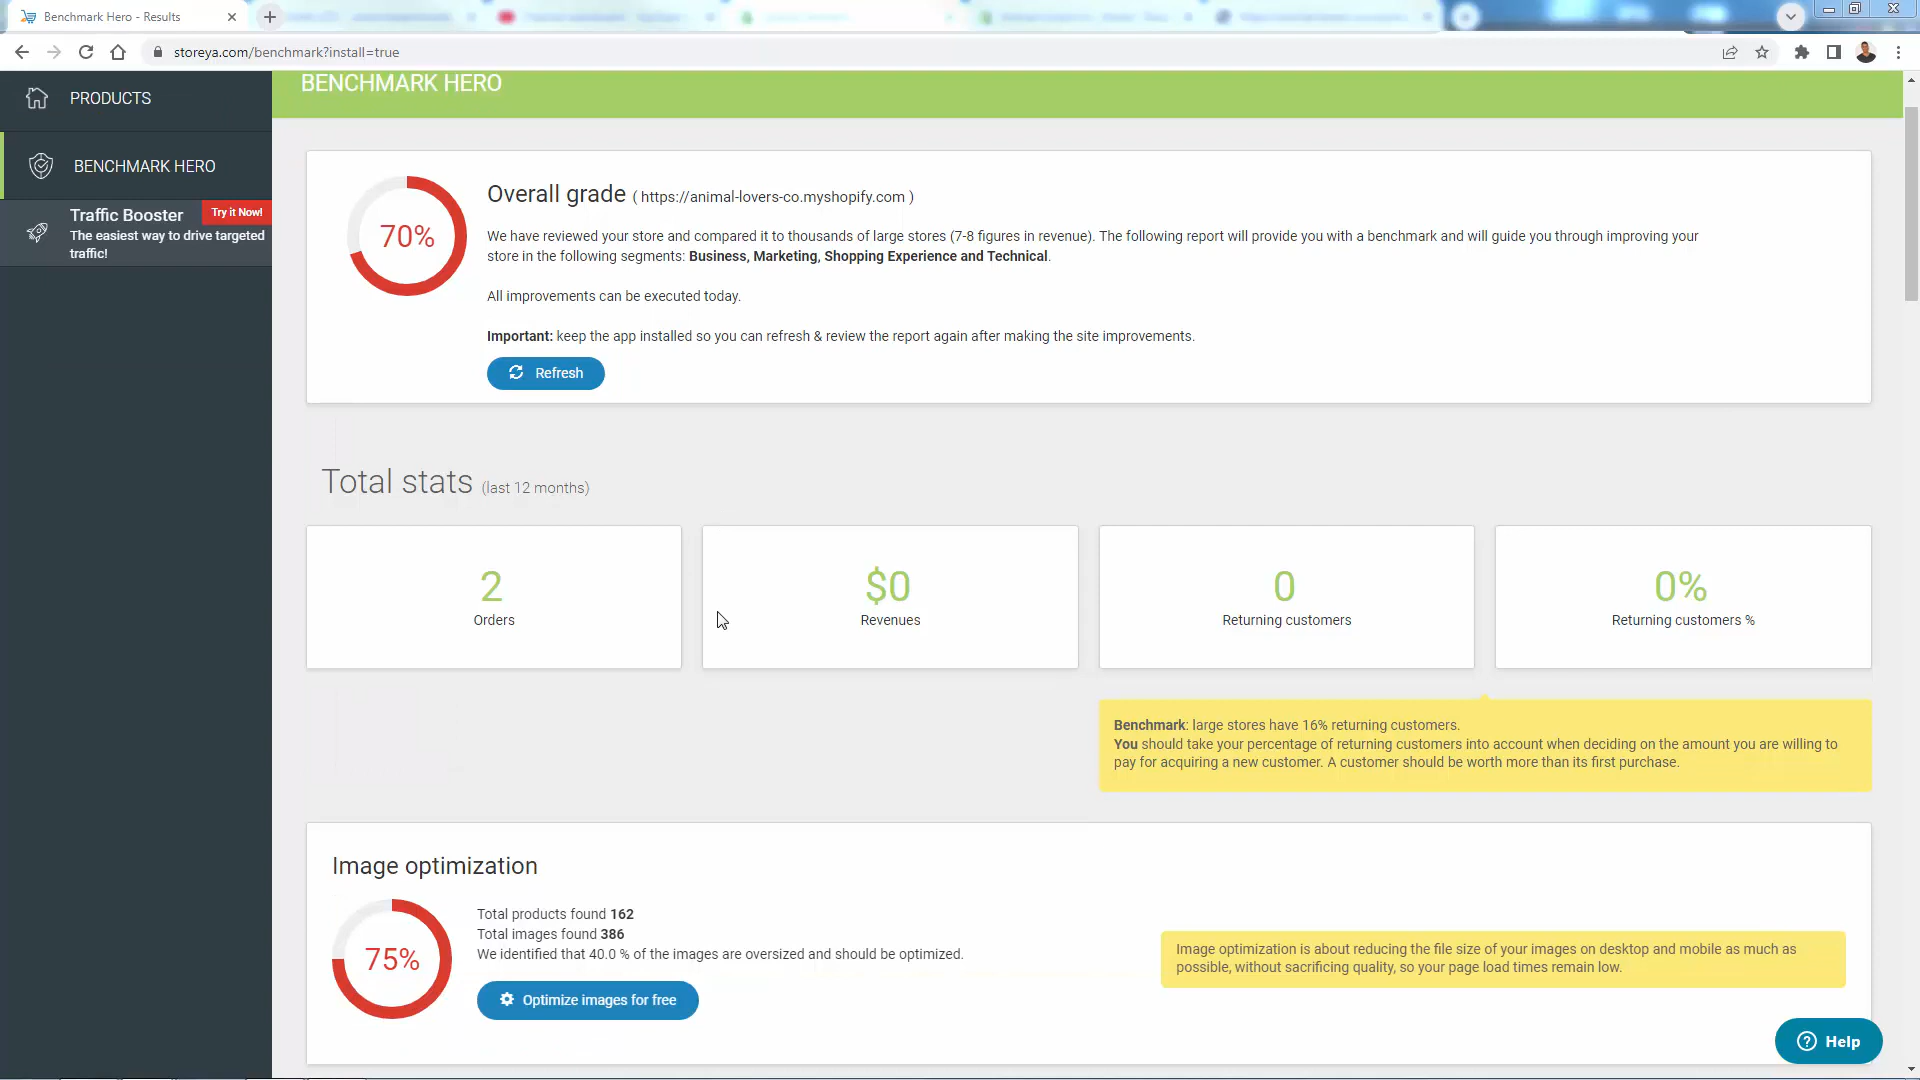 Benchmark Hero - Results
storeya.com/benchmark?install=true
PRODUCTS
BENCHMARK HERO
Traffic Booster
Try it Now!
The easiest way to drive targeted
traffic!
BENCHMARK HERO
70%
Overall grade ( https://animal-lovers-co.myshopify.com )
We have reviewed your store and compared it to thousands of large stores (7-8 figures in revenue). The following report will provide you with a benchmark and will guide you through improving your
store in the following segments: Business, Marketing, Shopping Experience and Technical.
All improvements can be executed today.
Important: keep the app installed so you can refresh & review the report again after making the site improvements.
Refresh
Total stats (last 12 months)
2
Orders
$0
Revenues
0
Returning customers
0%
Returning customers %
Benchmark: large stores have 16% returning customers.
You should take your percentage of returning customers into account when deciding on the amount you are willing to
pay for acquiring a new customer. A customer should be worth more than its first purchase.
Image optimization
75%
Total products found 162
Total images found 386
We identified that 40.0 % of the images are oversized and should be optimized.
Optimize images for free
Image optimization is about reducing the file size of your images on desktop and mobile as much as
possible, without sacrificing quality, so your page load times remain low.
Help